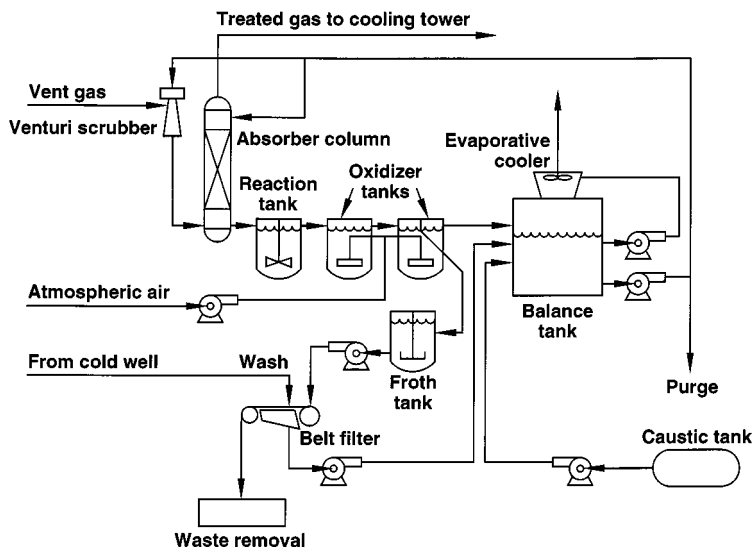 Treated gas to cooling tower
Vent gas
Venturi scrubber
Absorber column
Evaporative
cooler
Oxidizer
tanks
Reaction
tank
Atmospheric air
Balance
tank
From cold well
Wash
Froth
tank
Purge
Belt filter
Caustic tank
Waste removal